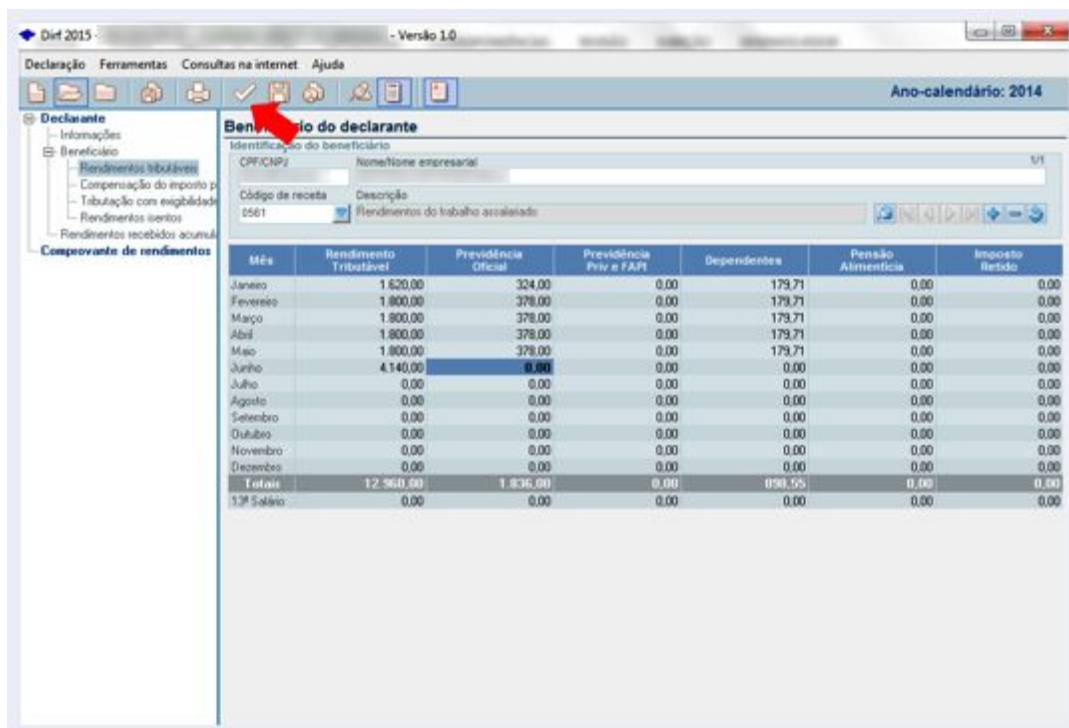 Dirf 2015 - - Versão 1.0
Declaração Ferramentas Consultas na internet Ajuda
Ano-calendário: 2014
Declarante
Informações
Beneficiário
Rendimentos tributáveis
Compensação do imposto p
Tributação com exigibilidade
Rendimentos isentos
Rendimentos recebidos acumul
Comprovante de rendimentos
Beneficiário do declarante
Identificação do beneficiário
CPF/CNPJ Nome/Nome empresarial 1/1
Código de receita Descrição
0561 Rendimentos do trabalho assalariado
Mês Rendimento Tributável Previdência Oficial Previdência Priv e FAPI Dependentes Pensão Alimentícia Imposto Retido
Janeiro 1.620,00 324,00 0,00 179,71 0,00 0,00
Fevereiro 1.800,00 378,00 0,00 179,71 0,00 0,00
Março 1.800,00 378,00 0,00 179,71 0,00 0,00
Abril 1.800,00 378,00 0,00 179,71 0,00 0,00
Maio 1.800,00 378,00 0,00 179,71 0,00 0,00
Junho 4.140,00 0,00 0,00 0,00 0,00 0,00
Julho 0,00 0,00 0,00 0,00 0,00 0,00
Agosto 0,00 0,00 0,00 0,00 0,00 0,00
Setembro 0,00 0,00 0,00 0,00 0,00 0,00
Outubro 0,00 0,00 0,00 0,00 0,00 0,00
Novembro 0,00 0,00 0,00 0,00 0,00 0,00
Dezembro 0,00 0,00 0,00 0,00 0,00 0,00
Totais 12.960,00 1.836,00 0,00 898,55 0,00 0,00
13º Salário 0,00 0,00 0,00 0,00 0,00 0,00